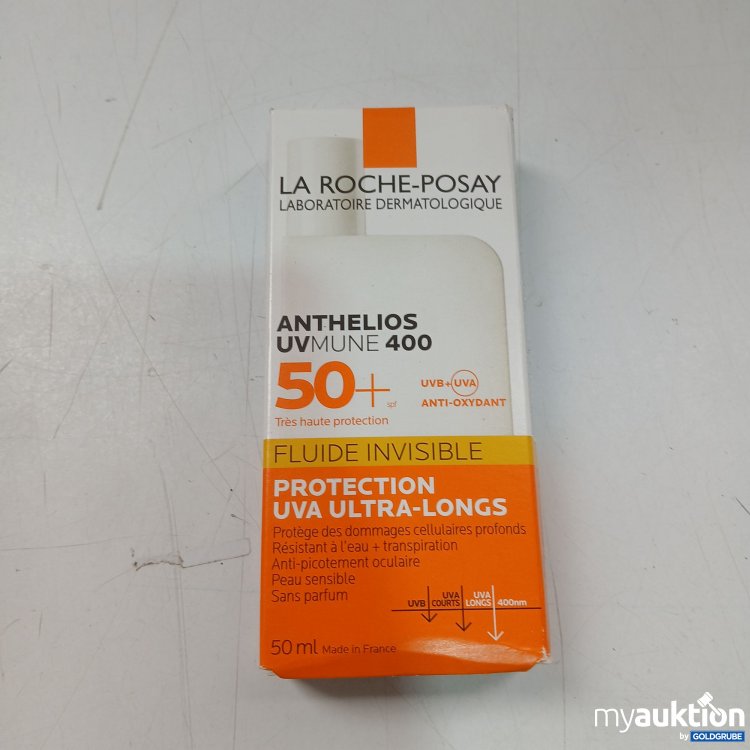 LA ROCHE-POSAY
LABORATOIRE DERMATOLOGIQUE
ANTHELIOS
UVMUNE 400
50+ spf
Très haute protection
UVB+UVA
ANTI-OXYDANT
FLUIDE INVISIBLE
PROTECTION
UVA ULTRA-LONGS
Protège des dommages cellulaires profonds
Résistant à l'eau + transpiration
Anti-picotement oculaire
Peau sensible
Sans parfum
UVB
UVA COURTS
UVA LONGS
400nm
50 ml Made in France
myauktion
by GOLDGRUBE